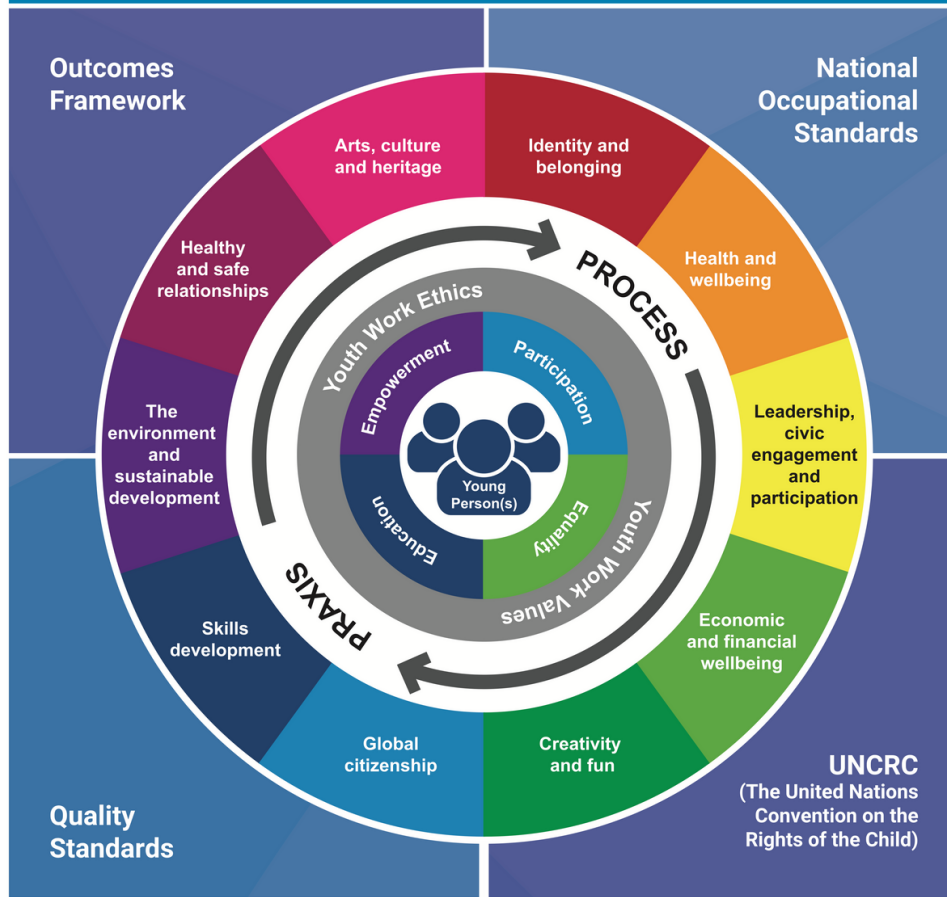 Outcomes
Framework
National
Occupational
Standards
Arts, culture
and heritage
Identity and
belonging
Health and
wellbeing
Leadership,
civic
engagement
and
participation
Economic
and financial
wellbeing
Creativity
and fun
Global
citizenship
Skills
development
The
environment
and
sustainable
development
Healthy
and safe
relationships
PROCESS
PRAXIS
Youth Work Ethics
Youth Work Values
Empowerment
Participation
Equality
Education
Young
Person(s)
Quality
Standards
UNCRC
(The United Nations
Convention on the
Rights of the Child)